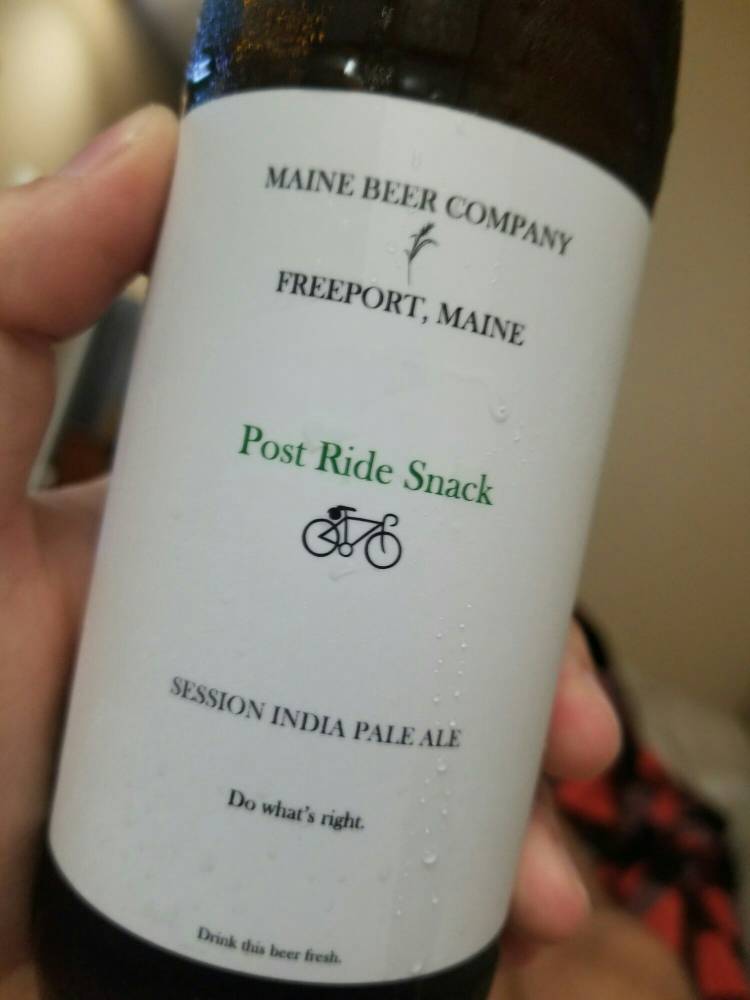 MAINE BEER COMPANY
FREEPORT, MAINE
Post Ride Snack
SESSION INDIA PALE ALE
Do what's right.
Drink this beer fresh.